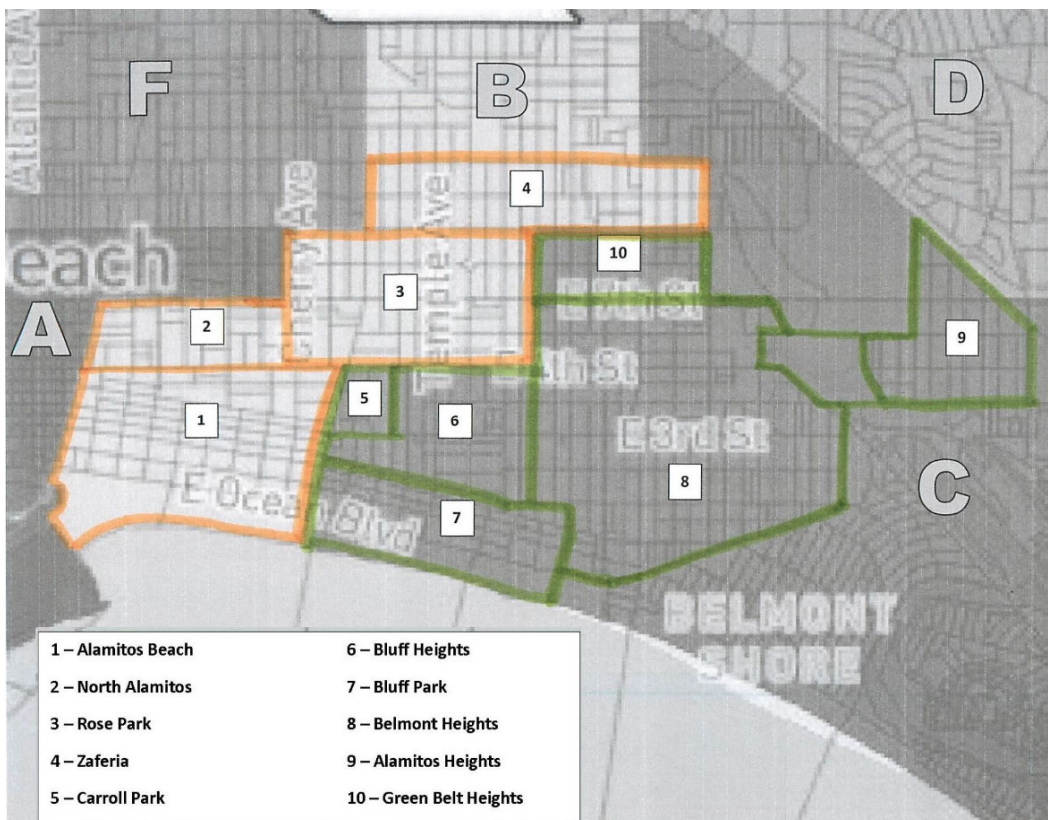 F
B
D
Atlantic A
4
Temple Ave
10
each
E 7th St
3
A
2
9
E 4th St
5
1
6
E 3rd St
8
C
E Ocean Blvd
7
BELMONT
SHORE
1 – Alamitos Beach
2 – North Alamitos
3 – Rose Park
4 – Zaferia
5 – Carroll Park
6 – Bluff Heights
7 – Bluff Park
8 – Belmont Heights
9 – Alamitos Heights
10 – Green Belt Heights